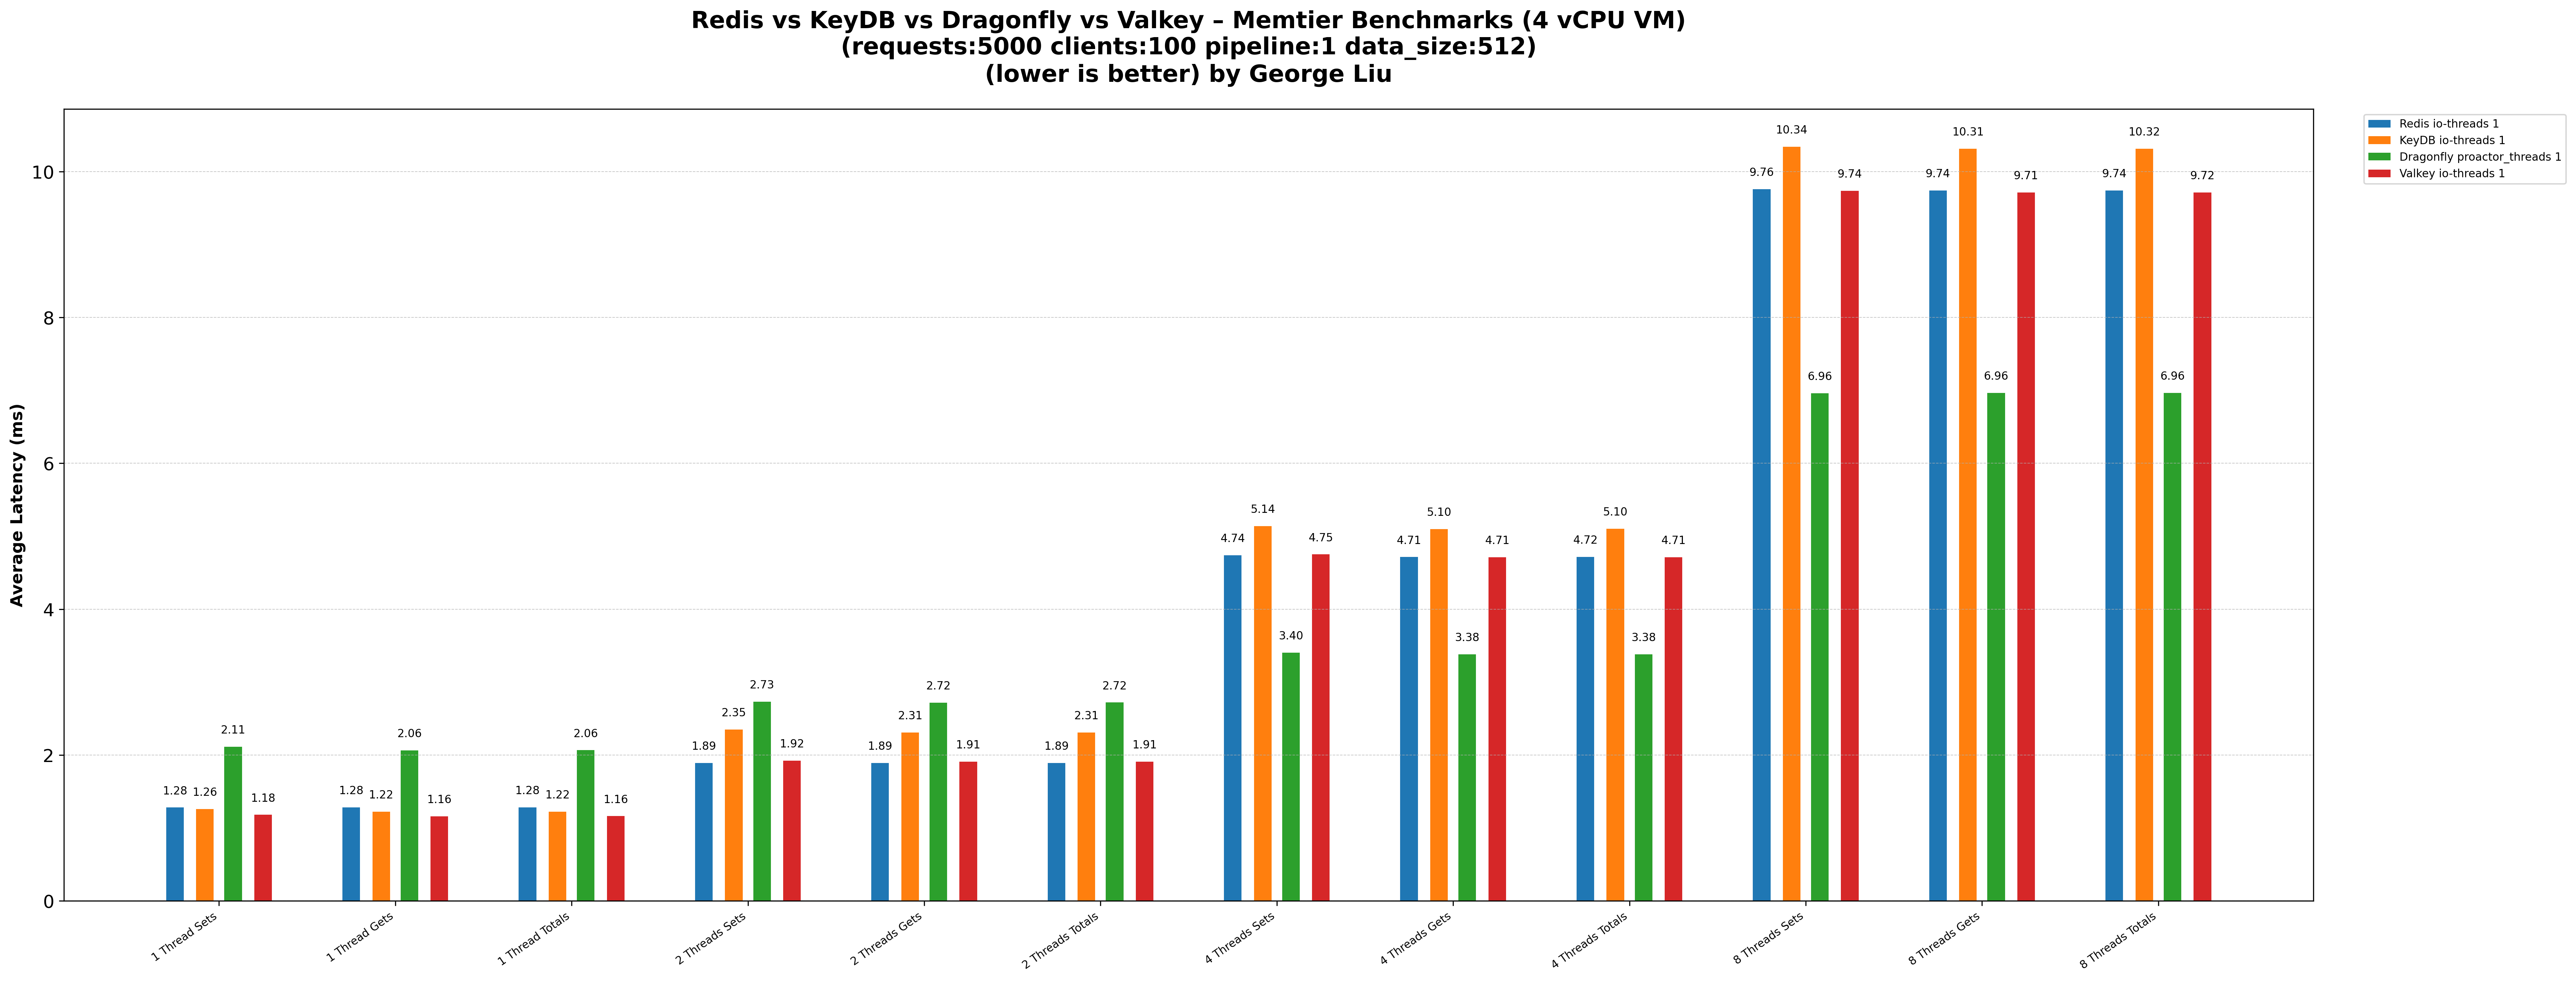 Redis vs KeyDB vs Dragonfly vs Valkey – Memtier Benchmarks (4 vCPU VM)
(requests:5000 clients:100 pipeline:1 data_size:512)
(lower is better) by George Liu
Redis io-threads 1
KeyDB io-threads 1
Dragonfly proactor_threads 1
Valkey io-threads 1
Average Latency (ms)
10
8
6
4
2
0
1.28 1.26 2.11 1.18
1.28 1.22 2.06 1.16
1.28 1.22 2.06 1.16
1.89 2.35 2.73 1.92
1.89 2.31 2.72 1.91
1.89 2.31 2.72 1.91
4.74 5.14 3.40 4.75
4.71 5.10 3.38 4.71
4.72 5.10 3.38 4.71
9.76 10.34 6.96 9.74
9.74 10.31 6.96 9.71
9.74 10.32 6.96 9.72
1 Thread Sets
1 Thread Gets
1 Thread Totals
2 Threads Sets
2 Threads Gets
2 Threads Totals
4 Threads Sets
4 Threads Gets
4 Threads Totals
8 Threads Sets
8 Threads Gets
8 Threads Totals